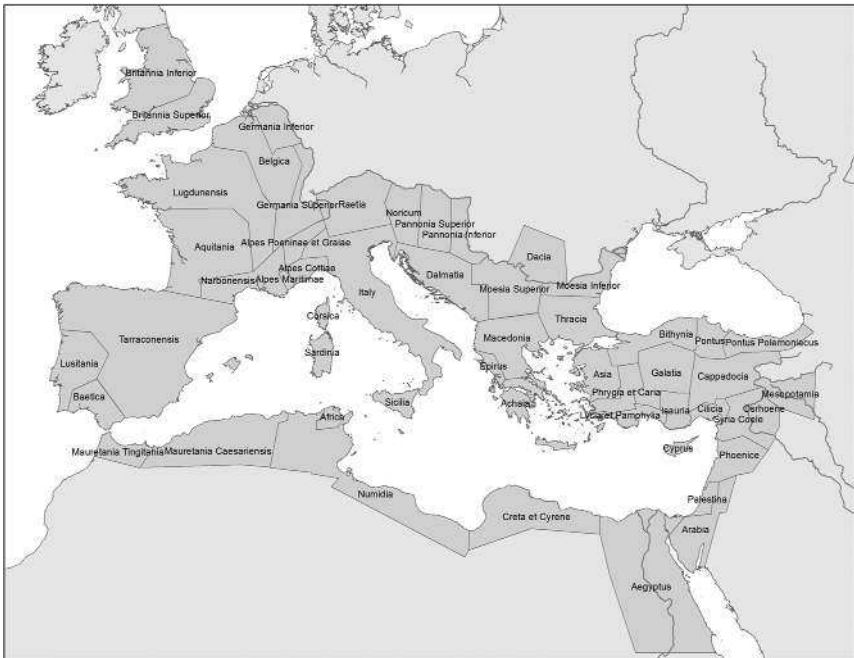 Britannia Inferior
Britannia Superior
Germania Inferior
Belgica
Lugdunensis
Germania Superior
Raetia
Noricum
Pannonia Superior
Pannonia Inferior
Aquitania
Alpes Poeninae et Graiae
Dacia
Alpes Cottiae
Dalmatia
Narbonensis
Alpes Maritimae
Moesia Superior
Moesia Inferior
Italy
Corsica
Thracia
Tarraconensis
Macedonia
Bithynia
Pontus
Pontus Polemoniacus
Sardinia
Lusitania
Epirus
Asia
Galatia
Cappadocia
Phrygia et Caria
Mesopotamia
Baetica
Sicilia
Achaia
Cilicia
Osrhoene
Africa
Lycia et Pamphylia
Isauria
Syria Coele
Mauretania Tingitania
Mauretania Caesariensis
Cyprus
Phoenice
Numidia
Palestina
Creta et Cyrene
Arabia
Aegyptus